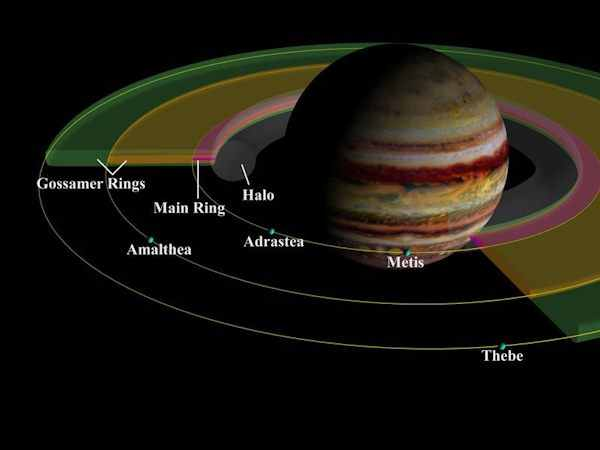 Gossamer Rings
Halo
Main Ring
Amalthea
Adrastea
Metis
Thebe